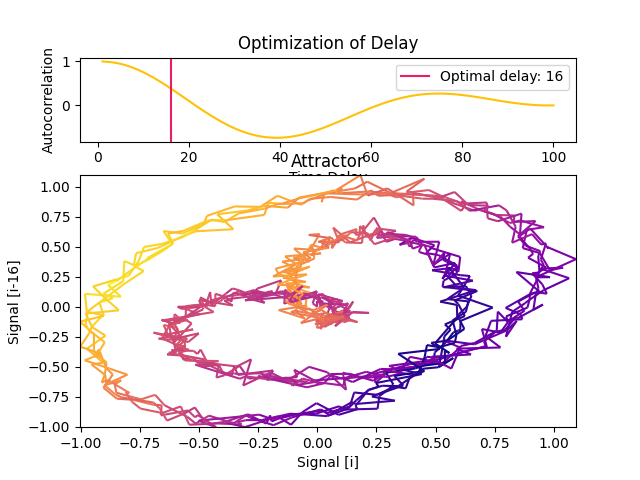 Optimization of Delay
Autocorrelation
1
0
Optimal delay: 16
0 20 40 60 80 100
Attractor
Signal [i-16]
1.00
0.75
0.50
0.25
0.00
−0.25
−0.50
−0.75
−1.00
−1.00 −0.75 −0.50 −0.25 0.00 0.25 0.50 0.75 1.00
Signal [i]